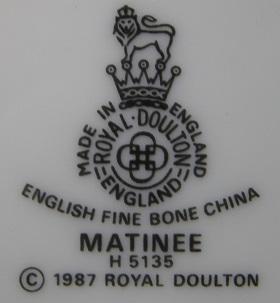 MADE IN ENGLAND
ROYAL · DOULTON
ENGLAND
ENGLISH FINE BONE CHINA
MATINEE
H 5135
© 1987 ROYAL DOULTON